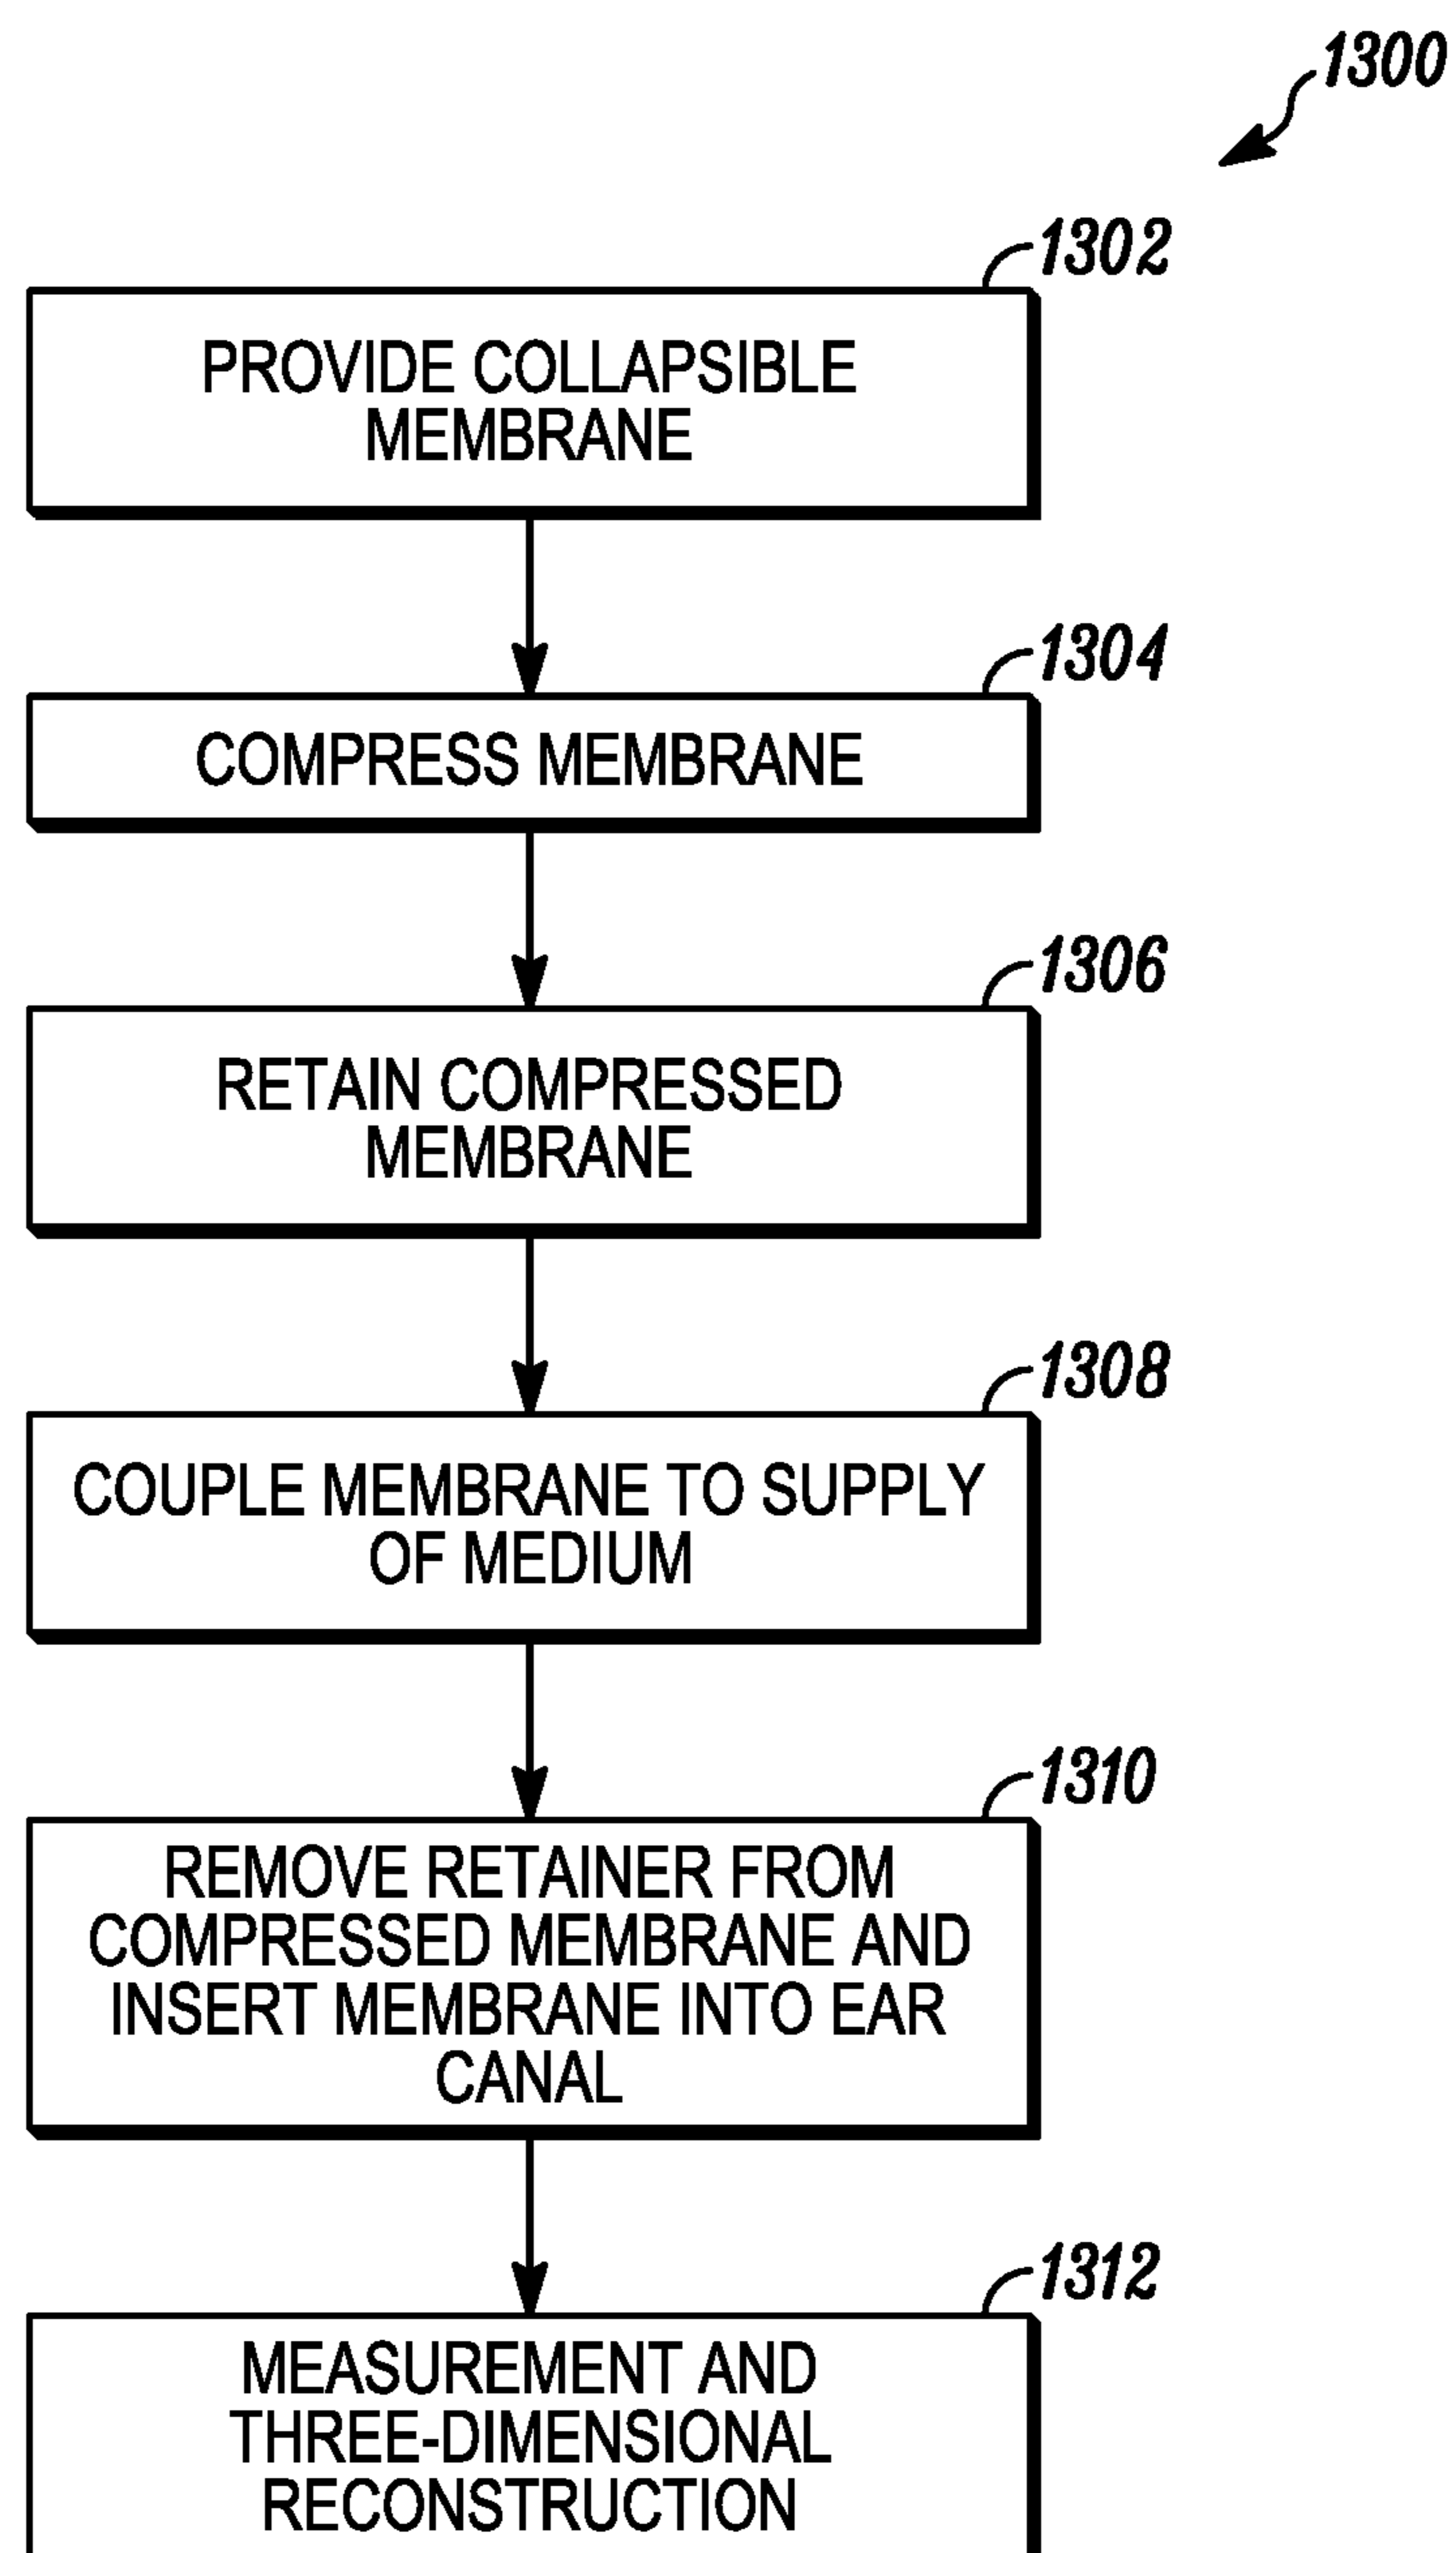 1300
1302
PROVIDE COLLAPSIBLE
MEMBRANE
1304
COMPRESS MEMBRANE
1306
RETAIN COMPRESSED
MEMBRANE
1308
COUPLE MEMBRANE TO SUPPLY
OF MEDIUM
1310
REMOVE RETAINER FROM
COMPRESSED MEMBRANE AND
INSERT MEMBRANE INTO EAR
CANAL
1312
MEASUREMENT AND
THREE-DIMENSIONAL
RECONSTRUCTION